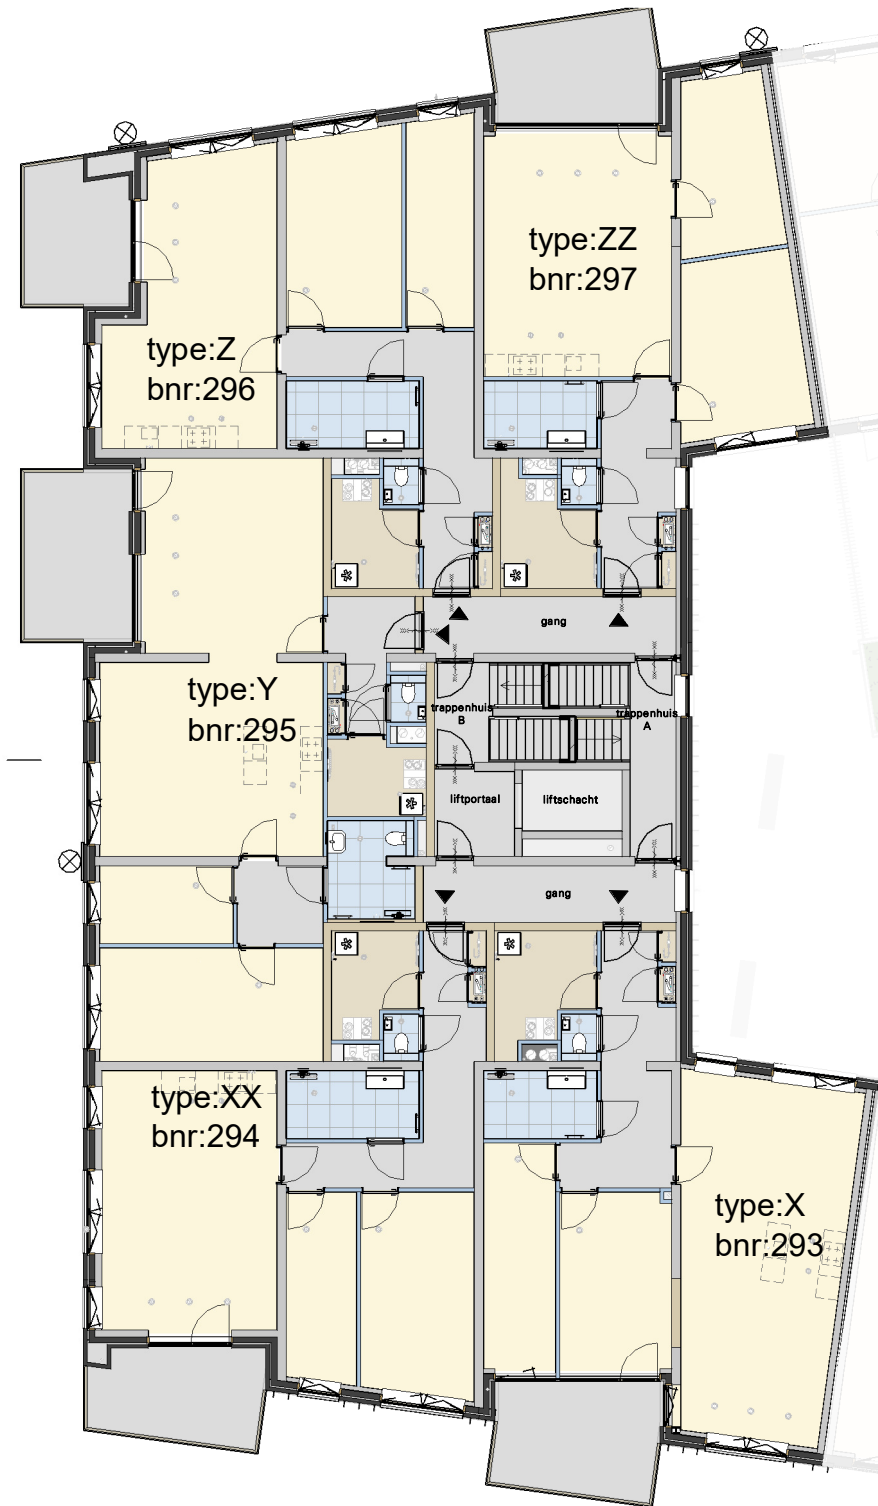 type:ZZ
bnr:297
type:Z
bnr:296
gang
type:Y
bnr:295
trappenhuis
B
trappenhuis
A
liftportaal
liftschacht
gang
type:XX
bnr:294
type:X
bnr:293